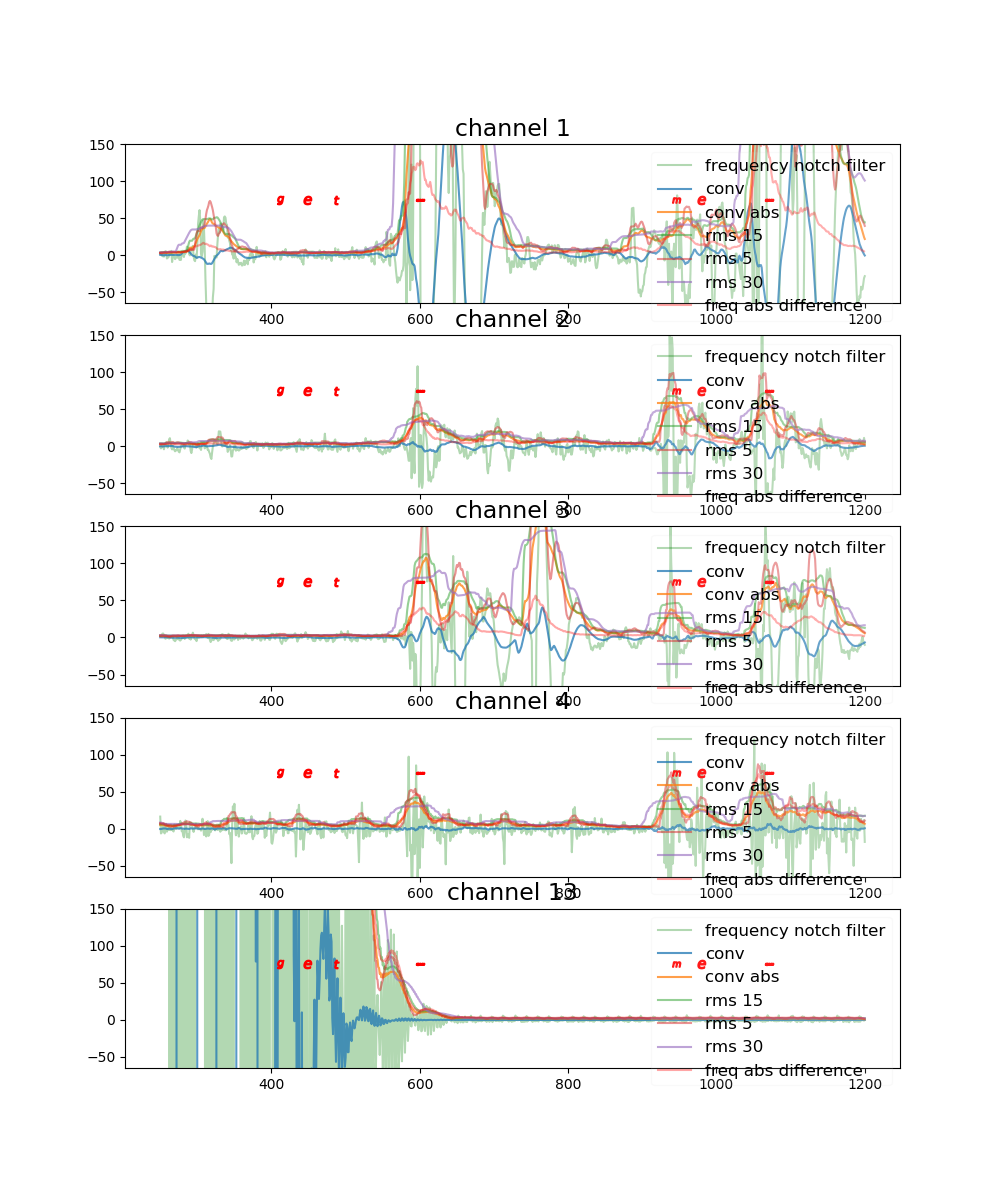 channel 1
150
100
50
0
−50
g e t - m e -
frequency notch filter
conv
conv abs
rms 15
rms 5
rms 30
freq abs difference
400 600 800 1000 1200
channel 2
150
100
50
0
−50
g e t - m e -
frequency notch filter
conv
conv abs
rms 15
rms 5
rms 30
freq abs difference
400 600 800 1000 1200
channel 3
150
100
50
0
−50
g e t - m e -
frequency notch filter
conv
conv abs
rms 15
rms 5
rms 30
freq abs difference
400 600 800 1000 1200
channel 4
150
100
50
0
−50
g e t - m e -
frequency notch filter
conv
conv abs
rms 15
rms 5
rms 30
freq abs difference
400 600 800 1000 1200
channel 13
150
100
50
0
−50
g e t - m e -
frequency notch filter
conv
conv abs
rms 15
rms 5
rms 30
freq abs difference
400 600 800 1000 1200